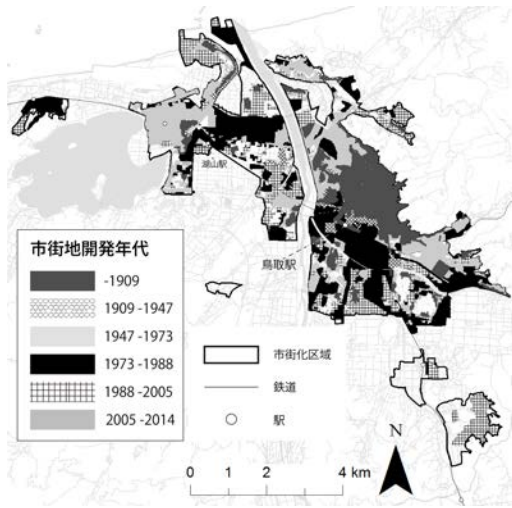 湖山駅
鳥取駅
市街地開発年代
-1909
1909 -1947
1947 -1973
1973 -1988
1988 -2005
2005 -2014
市街化区域
鉄道
駅
N
0 1 2 4 km